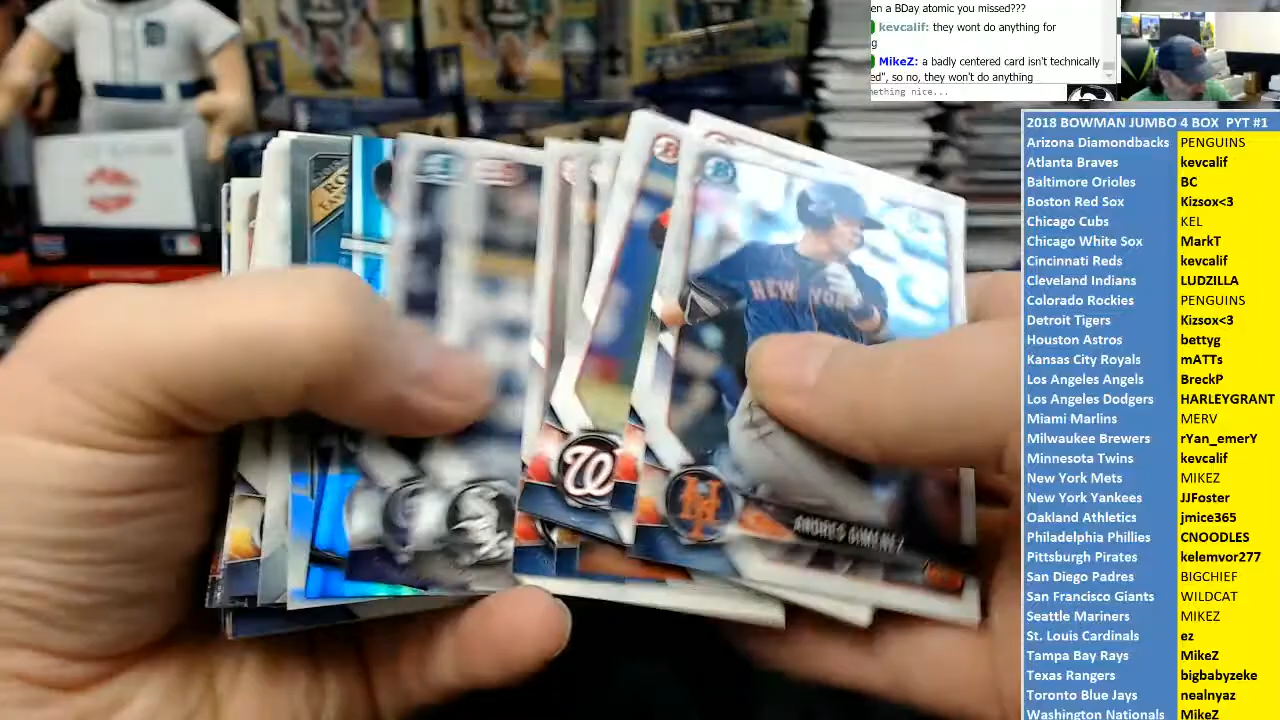 en a BDay atomic you missed???
kevcalif: they wont do anything for
g
MikeZ: a badly centered card isn't technically
ed", so no, they won't do anything
nething nice...
2018 BOWMAN JUMBO 4 BOX PYT #1
Arizona Diamondbacks PENGUINS
Atlanta Braves kevcalif
Baltimore Orioles BC
Boston Red Sox Kizsox<3
Chicago Cubs KEL
Chicago White Sox MarkT
Cincinnati Reds kevcalif
Cleveland Indians LUDZILLA
Colorado Rockies PENGUINS
Detroit Tigers Kizsox<3
Houston Astros bettyg
Kansas City Royals mATTs
Los Angeles Angels BreckP
Los Angeles Dodgers HARLEYGRANT
Miami Marlins MERV
Milwaukee Brewers rYan_emerY
Minnesota Twins kevcalif
New York Mets MIKEZ
New York Yankees JJFoster
Oakland Athletics jmice365
Philadelphia Phillies CNOODLES
Pittsburgh Pirates kelemvor277
San Diego Padres BIGCHIEF
San Francisco Giants WILDCAT
Seattle Mariners MIKEZ
St. Louis Cardinals ez
Tampa Bay Rays MikeZ
Texas Rangers bigbabyzeke
Toronto Blue Jays nealnyaz
Washington Nationals MikeZ
NEW YORK
ANDRES GIMENEZ
W